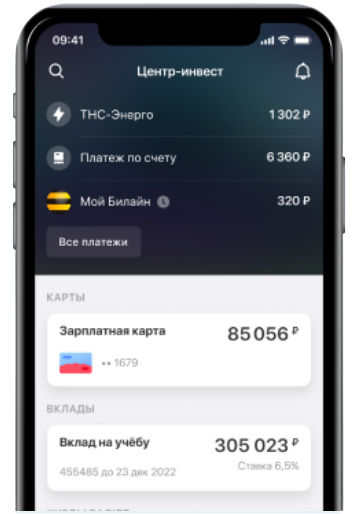 09:41
Центр-инвест
ТНС-Энерго 1 302 ₽
Платеж по счету 6 360 ₽
Мой Билайн 320 ₽
Все платежи
КАРТЫ
Зарплатная карта 85 056 ₽
•• 1679
ВКЛАДЫ
Вклад на учёбу 305 023 ₽
455485 до 23 дек 2022 Ставка 6,5%